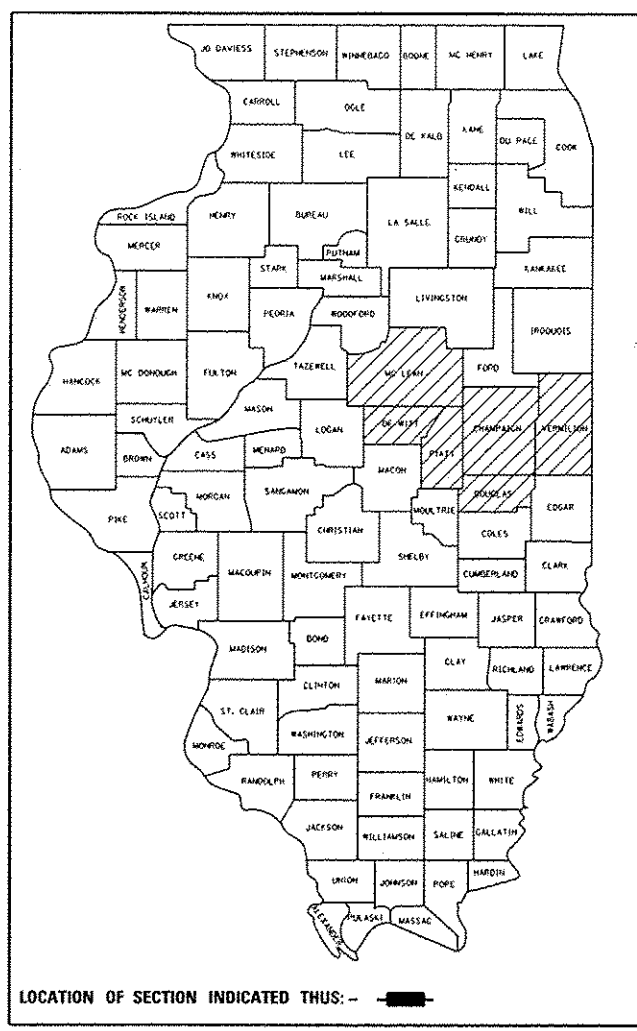 JO DAVIESS STEPHENSON WINNEBAGO BOONE MC HENRY LAKE
CARROLL OGLE DE KALB KANE DU PAGE COOK
WHITESIDE LEE
KENDALL WILL
ROCK ISLAND HENRY BUREAU LA SALLE GRUNDY
MERCER PUTNAM KANKAKEE
STARK MARSHALL
HENDERSON WARREN KNOX PEORIA WOODFORD LIVINGSTON IROQUOIS
HANCOCK MC DONOUGH FULTON TAZEWELL MC LEAN FORD
SCHUYLER MASON DE WITT CHAMPAIGN VERMILION
ADAMS BROWN CASS MENARD LOGAN PIATT
MACON
PIKE SCOTT MORGAN SANGAMON MOULTRIE DOUGLAS EDGAR
CHRISTIAN COLES
CALHOUN GREENE MACOUPIN MONTGOMERY SHELBY CUMBERLAND CLARK
JERSEY
FAYETTE EFFINGHAM JASPER CRAWFORD
MADISON BOND
CLAY RICHLAND LAWRENCE
CLINTON MARION
ST. CLAIR WAYNE EDWARDS WABASH
WASHINGTON JEFFERSON
MONROE
RANDOLPH PERRY HAMILTON WHITE
FRANKLIN
JACKSON WILLIAMSON SALINE GALLATIN
UNION JOHNSON POPE HARDIN
ALEXANDER PULASKI MASSAC
LOCATION OF SECTION INDICATED THUS: -